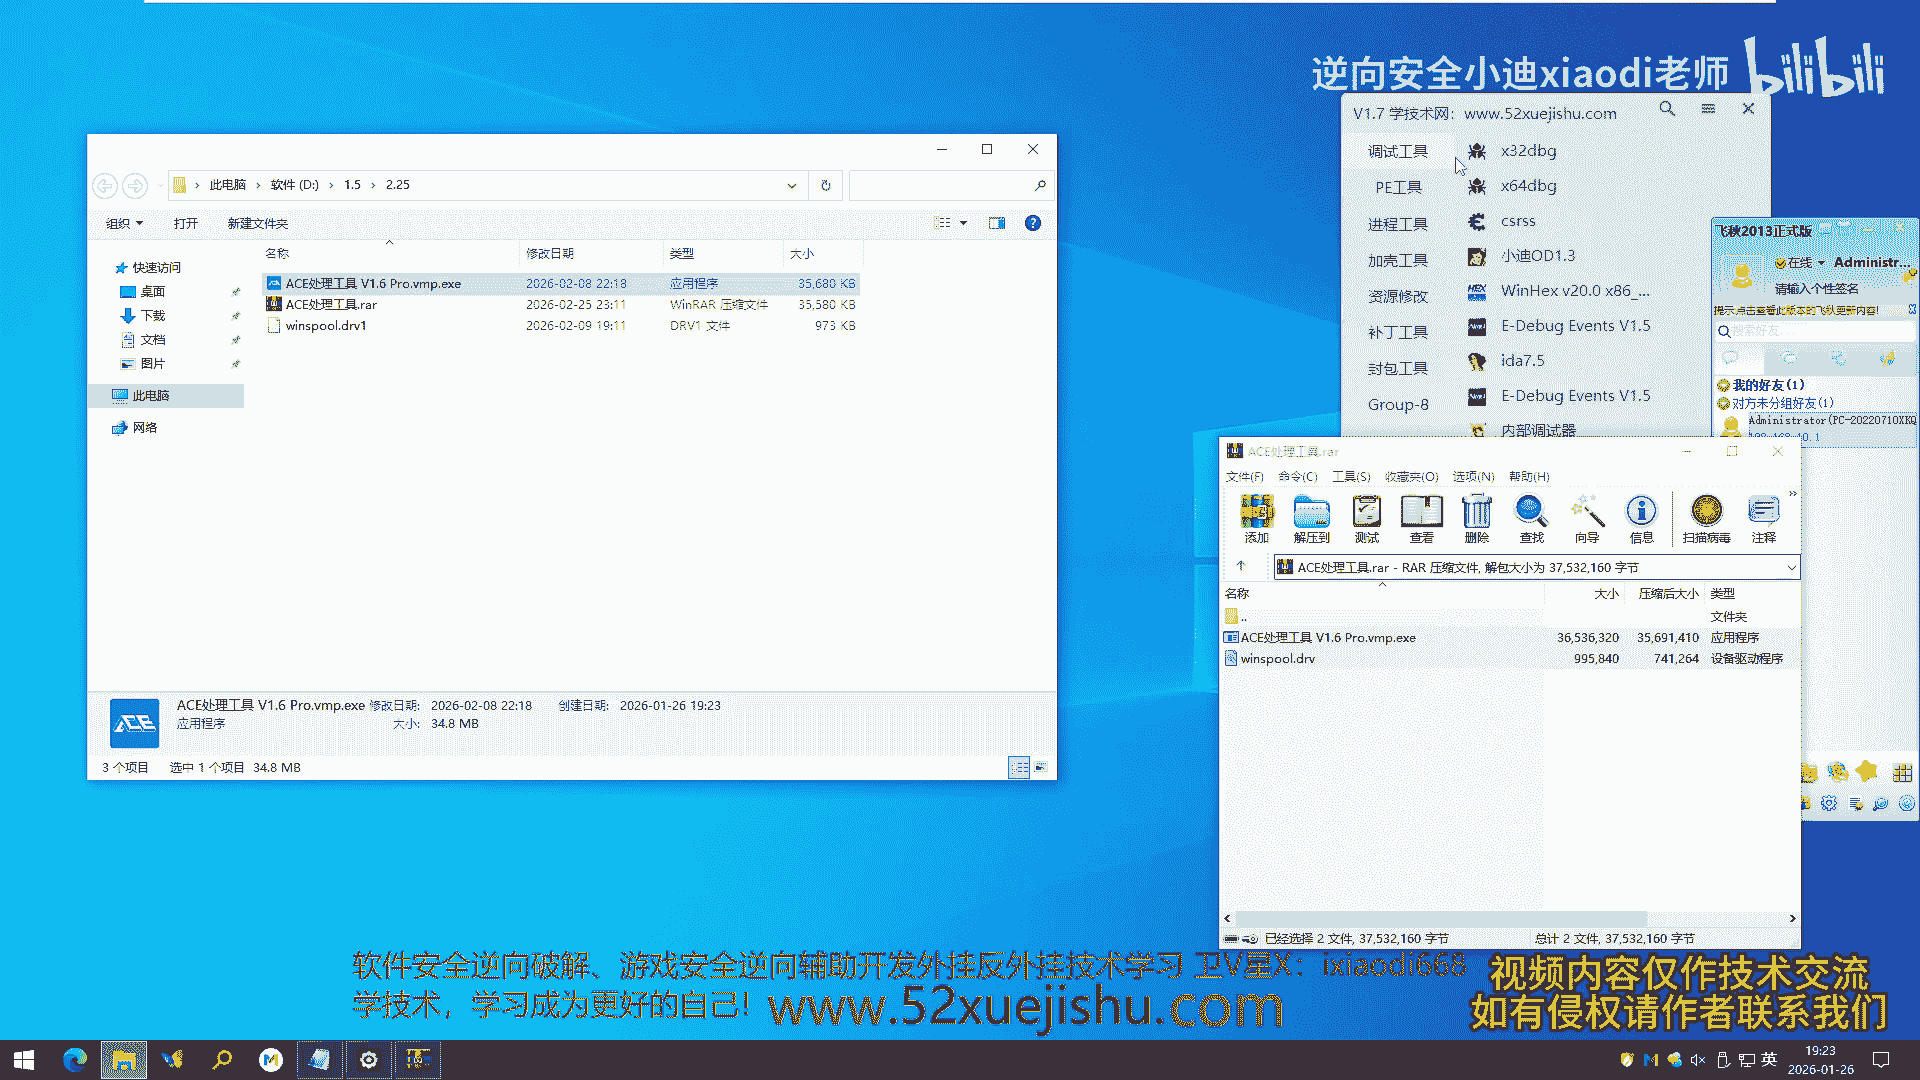 逆向安全小迪xiaodi老师 bilibili
V1.7 学技术网：www.52xuejishu.com
调试工具
PE工具
进程工具
加壳工具
资源修改
补丁工具
封包工具
Group-8
x32dbg
x64dbg
csrss
小迪OD1.3
WinHex v20.0 x86_...
E-Debug Events V1.5
ida7.5
E-Debug Events V1.5
内部调试器
此电脑 › 软件 (D:) › 1.5 › 2.25
组织 打开 新建文件夹
名称 修改日期 类型 大小
快速访问
桌面
下载
文档
图片
此电脑
网络
ACE处理工具 V1.6 Pro.vmp.exe 2026-02-08 22:18 应用程序 35,680 KB
ACE处理工具.rar 2026-02-25 23:11 WinRAR 压缩文件 35,580 KB
winspool.drv1 2026-02-09 19:11 DRV1 文件 973 KB
ACE
ACE处理工具 V1.6 Pro.vmp.exe 修改日期: 2026-02-08 22:18 创建日期: 2026-01-26 19:23
应用程序 大小: 34.8 MB
3 个项目 选中 1 个项目 34.8 MB
飞秋2013正式版
在线 Administr...
请输入个性签名
提示:点击查看此版本的飞秋更新内容!
搜索好友...
我的好友(1)
对方未分组好友(1)
Administrator(PC-20220710XKQ
ACE处理工具.rar
文件(F) 命令(C) 工具(S) 收藏夹(O) 选项(N) 帮助(H)
添加 解压到 测试 查看 删除 查找 向导 信息 扫描病毒 注释
ACE处理工具.rar - RAR 压缩文件, 解包大小为 37,532,160 字节
名称 大小 压缩后大小 类型
.. 文件夹
ACE处理工具 V1.6 Pro.vmp.exe 36,536,320 35,691,410 应用程序
winspool.drv 995,840 741,264 设备驱动程序
已经选择 2 文件, 37,532,160 字节 总计 2 文件, 37,532,160 字节
软件安全逆向破解、游戏安全逆向辅助开发外挂反外挂技术学习 卫V星X：ixiaodi668
学技术，学习成为更好的自己！www.52xuejishu.com
视频内容仅作技术交流
如有侵权请作者联系我们
英
19:23
2026-01-26